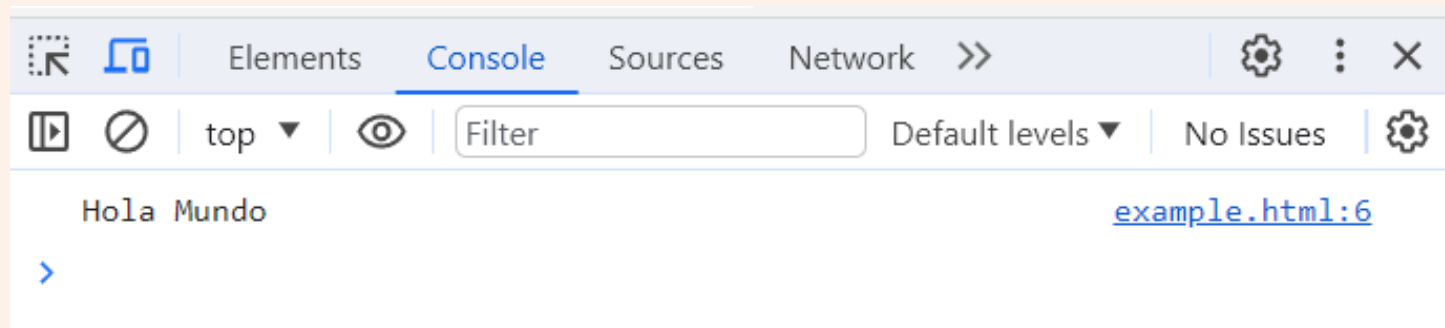 Elements Console Sources Network
top Filter Default levels No Issues
Hola Mundo example.html:6